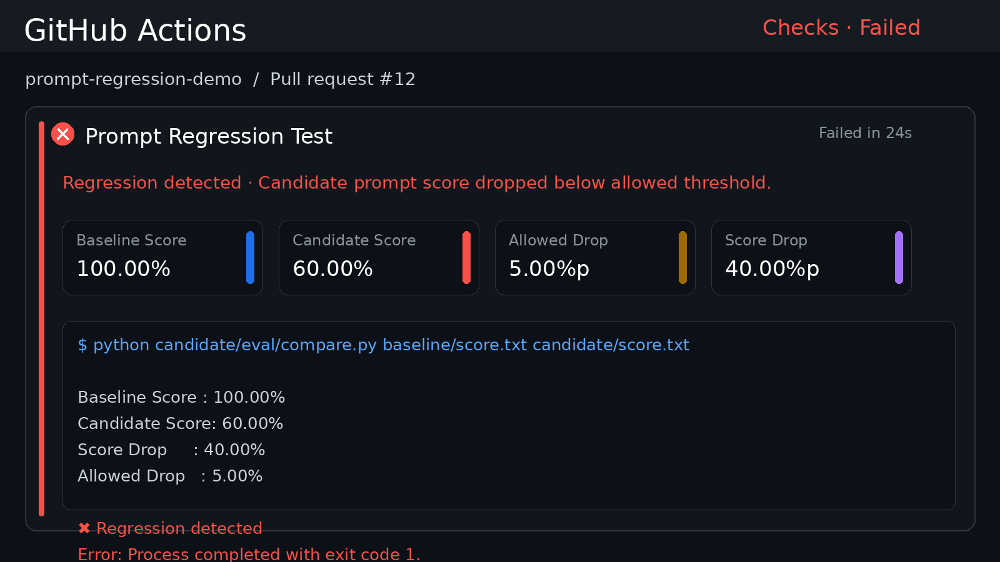 GitHub Actions
Checks · Failed
prompt-regression-demo / Pull request #12
Prompt Regression Test
Failed in 24s
Regression detected · Candidate prompt score dropped below allowed threshold.
Baseline Score
100.00%
Candidate Score
60.00%
Allowed Drop
5.00%p
Score Drop
40.00%p
$ python candidate/eval/compare.py baseline/score.txt candidate/score.txt
Baseline Score : 100.00%
Candidate Score: 60.00%
Score Drop : 40.00%
Allowed Drop : 5.00%
✖ Regression detected
Error: Process completed with exit code 1.